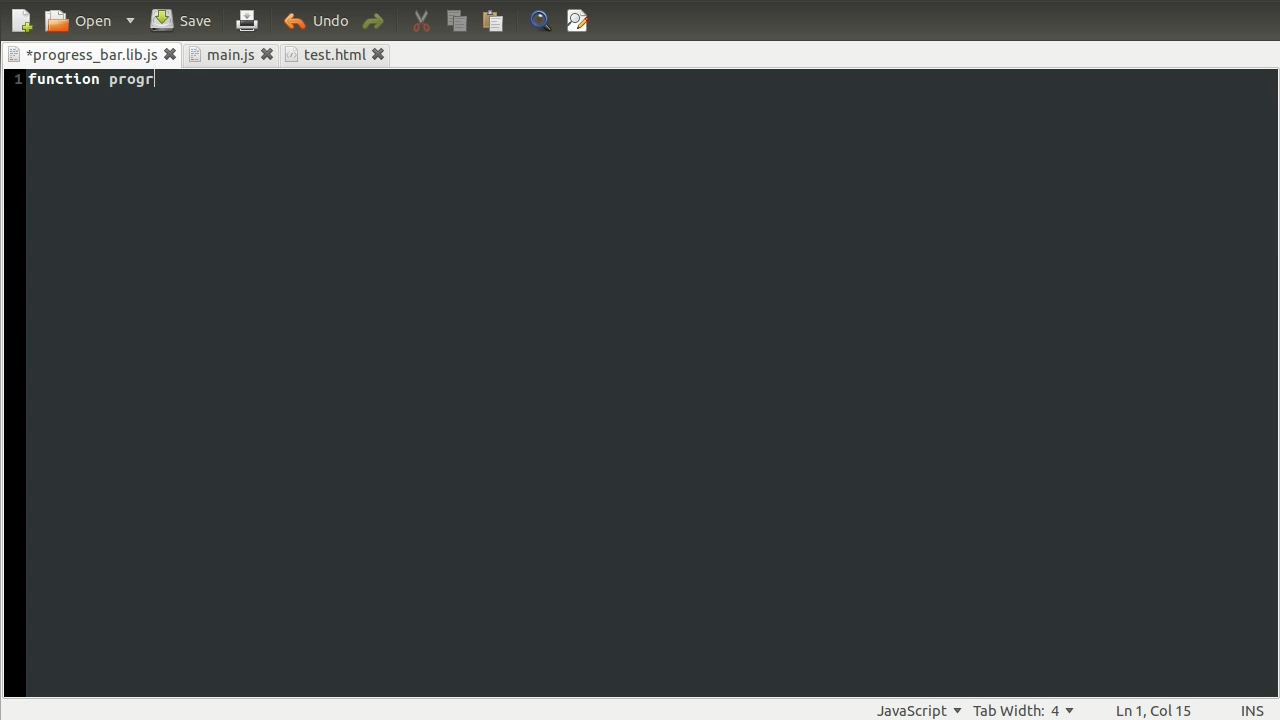 Open Save Undo
*progress_bar.lib.js main.js test.html
1 function progr
JavaScript Tab Width: 4 Ln 1, Col 15 INS